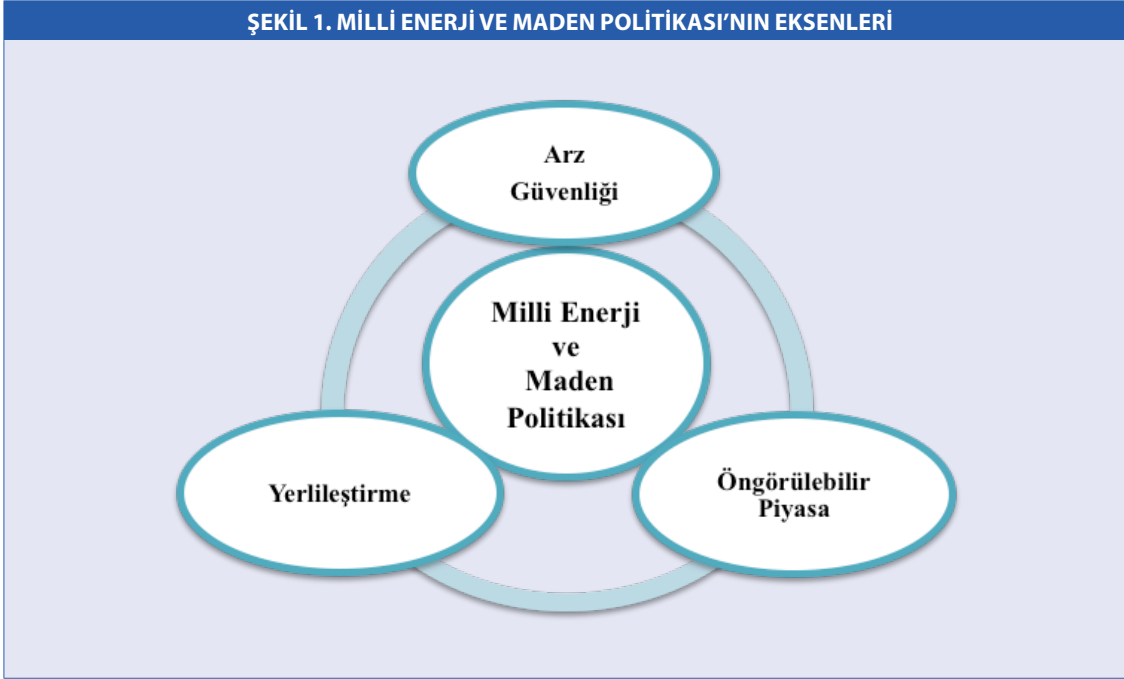 ŞEKİL 1. MİLLİ ENERJİ VE MADEN POLİTİKASI’NIN EKSENLERİ
Arz
Güvenliği
Milli Enerji
ve
Maden
Politikası
Yerlileştirme
Öngörülebilir
Piyasa